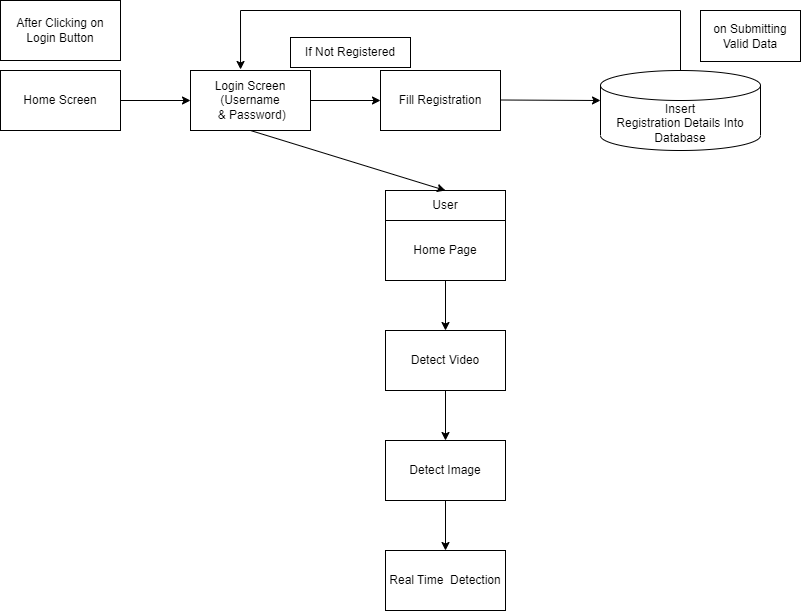 After Clicking on
Login Button
on Submitting
Valid Data
If Not Registered
Home Screen
Login Screen
(Username
& Password)
Fill Registration
Insert
Registration Details Into
Database
User
Home Page
Detect Video
Detect Image
Real Time  Detection